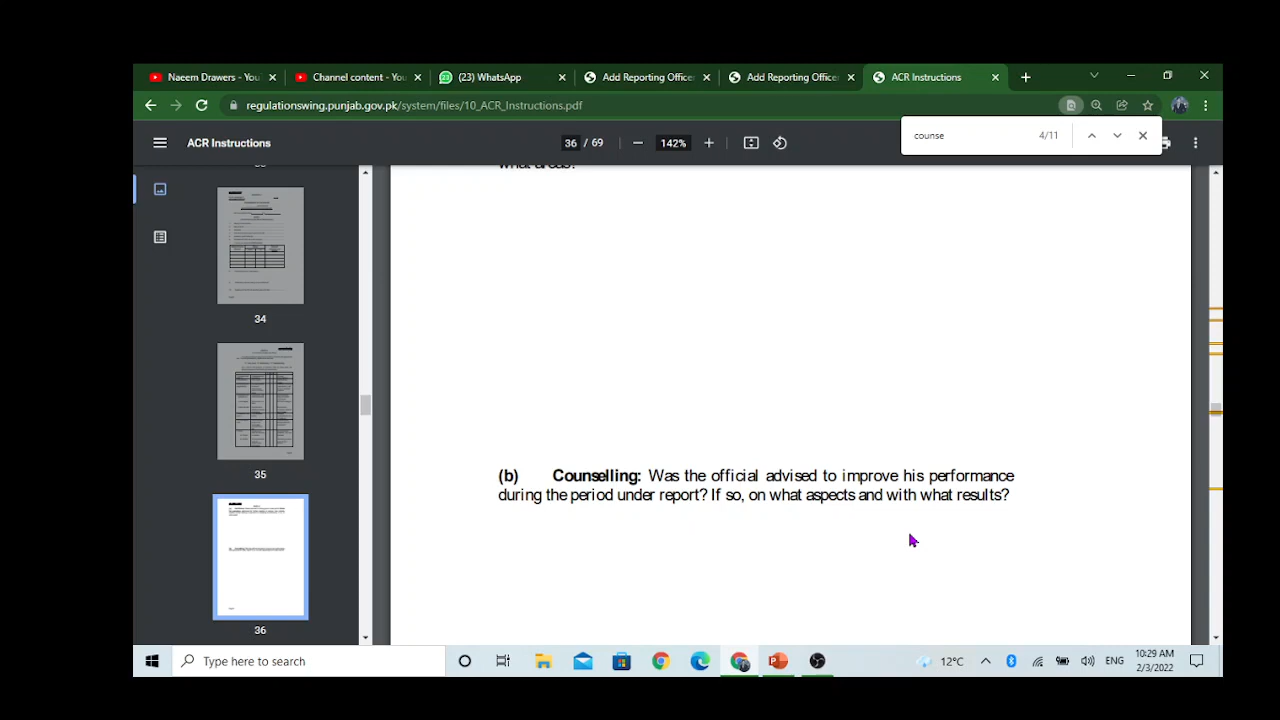 Naeem Drawers - You
Channel content - You
(23) WhatsApp
Add Reporting Office
Add Reporting Office
ACR Instructions
regulationswing.punjab.gov.pk/system/files/10_ACR_Instructions.pdf
counse 4/11
ACR Instructions
36 / 69
142%
34
35
36
(b) Counselling: Was the official advised to improve his performance
during the period under report? If so, on what aspects and with what results?
Type here to search
12°C
ENG
10:29 AM
2/3/2022